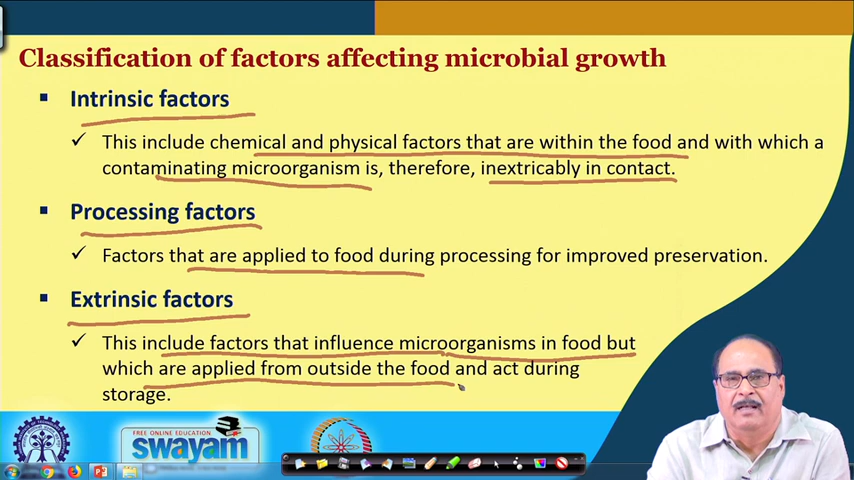 Classification of factors affecting microbial growth
▪ Intrinsic factors
✓ This include chemical and physical factors that are within the food and with which a
contaminating microorganism is, therefore, inextricably in contact.
▪ Processing factors
✓ Factors that are applied to food during processing for improved preservation.
▪ Extrinsic factors
✓ This include factors that influence microorganisms in food but
which are applied from outside the food and act during
storage.
FREE ONLINE EDUCATION
swayam